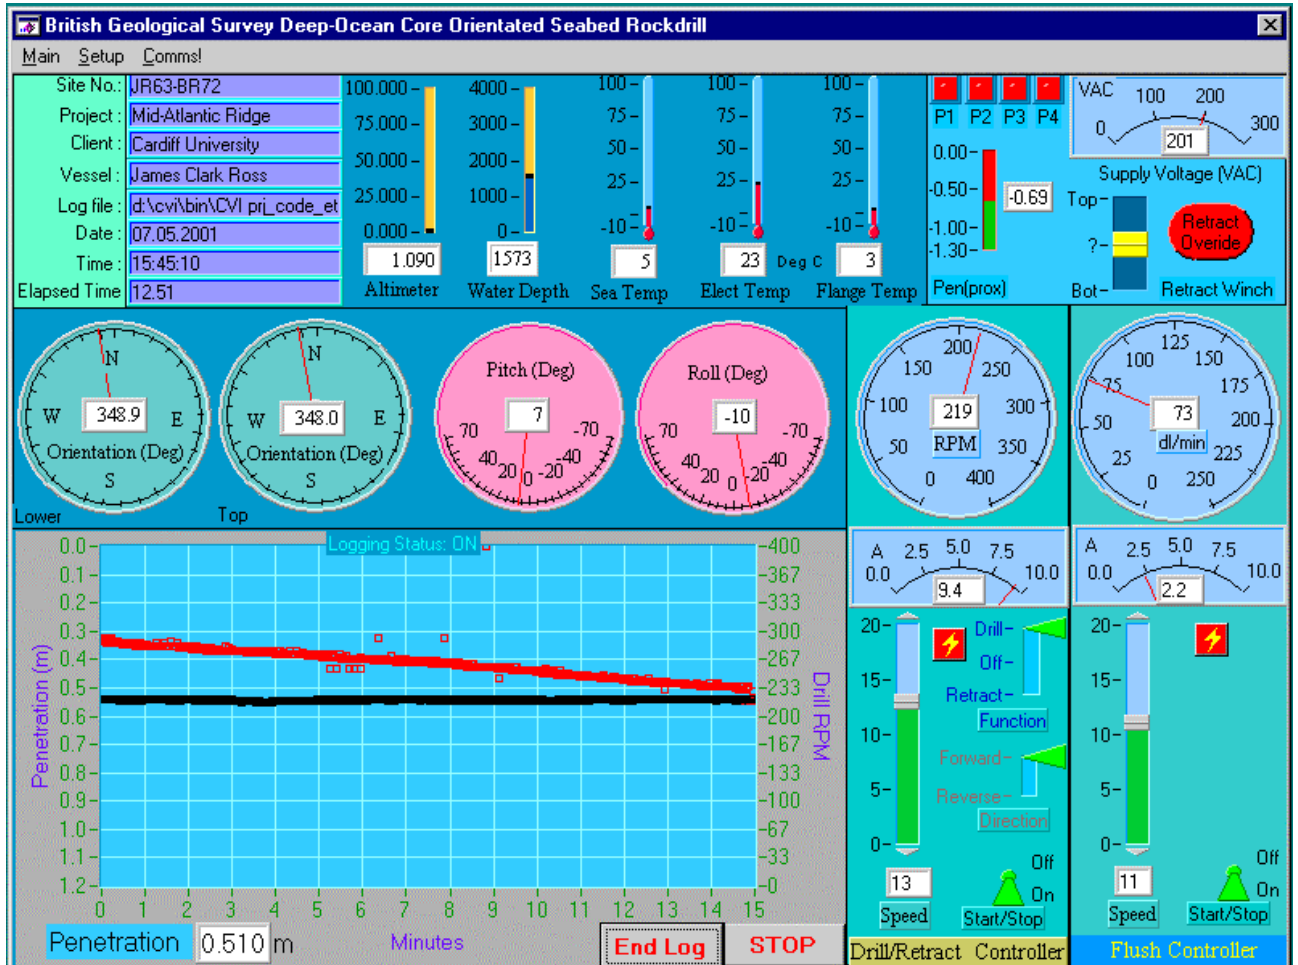 British Geological Survey Deep-Ocean Core Orientated Seabed Rockdrill
Main Setup Comms!
Site No.: JR63-BR72
Project : Mid-Atlantic Ridge
Client : Cardiff University
Vessel : James Clark Ross
Log file : d:\cvi\bin\CVI prj_code_et
Date : 07.05.2001
Time : 15:45:10
Elapsed Time 12.51
100.000
75.000
50.000
25.000
0.000
1.090
Altimeter
4000
3000
2000
1000
0
1573
Water Depth
100
75
50
25
-10
5
Sea Temp
100
75
50
25
-10
23
Elect Temp
Deg C
100
75
50
25
-10
3
Flange Temp
P1 P2 P3 P4
0.00
-0.50
-1.00
-1.30
-0.69
Pen(prox)
VAC
0 100 200 300
201
Supply Voltage (VAC)
Top
?
Bot
Retract
Overide
Retract Winch
N
W 348.9 E
Orientation (Deg)
S
Lower
N
W 348.0 E
Orientation (Deg)
S
Top
Pitch (Deg)
7
70 40 20 0 -20 -40 -70
Roll (Deg)
-10
70 40 20 0 -20 -40 -70
0 50 100 150 200 250 300 350 400
219
RPM
0 25 50 75 100 125 150 175 200 225 250
73
dl/min
Logging Status: ON
Penetration (m)
0.0
0.1
0.2
0.3
0.4
0.5
0.6
0.7
0.8
0.9
1.0
1.1
1.2
400
367
333
300
267
233
200
167
133
100
67
33
0
Drill RPM
0 1 2 3 4 5 6 7 8 9 10 11 12 13 14 15
Minutes
Penetration 0.510 m
End Log
STOP
A
0.0 2.5 5.0 7.5 10.0
9.4
20
15
10
5
0
Drill
Off
Retract
Function
Forward
Reverse
Direction
13
Speed
Off
On
Start/Stop
Drill/Retract Controller
A
0.0 2.5 5.0 7.5 10.0
2.2
20
15
10
5
0
11
Speed
Off
On
Start/Stop
Flush Controller